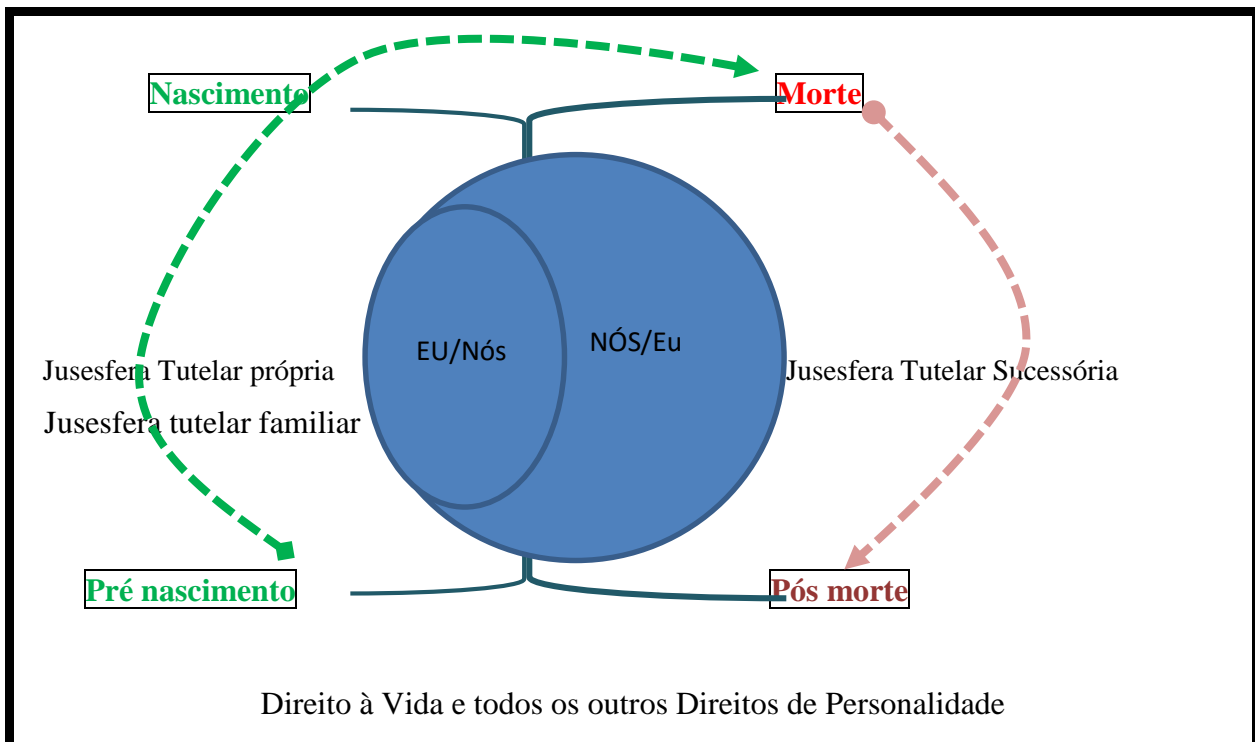 Nascimento
Morte
EU/Nós
NÓS/Eu
Jusesfera Tutelar própria
Jusesfera Tutelar Sucessória
Jusesfera tutelar familiar
Pré nascimento
Pós morte
Direito à Vida e todos os outros Direitos de Personalidade